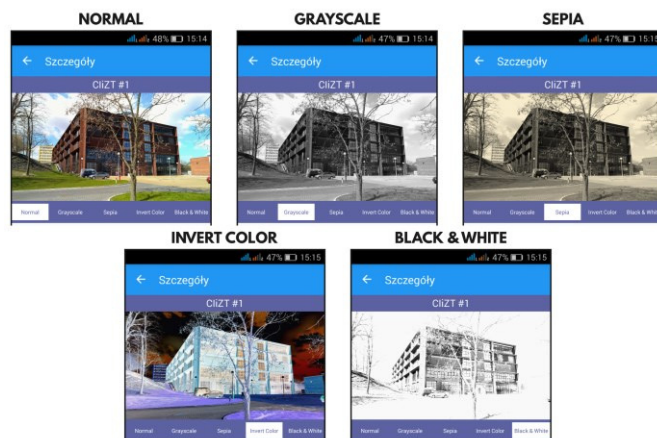 NORMAL
48% 15:14
Szczegóły
CliZT #1
Normal Grayscale Sepia Invert Color Black & White
GRAYSCALE
47% 15:14
Szczegóły
CliZT #1
Normal Grayscale Sepia Invert Color Black & White
SEPIA
47% 15:15
Szczegóły
CliZT #1
Normal Grayscale Sepia Invert Color Black & White
INVERT COLOR
47% 15:15
Szczegóły
CliZT #1
Normal Grayscale Sepia Invert Color Black & White
BLACK & WHITE
47% 15:15
Szczegóły
CliZT #1
Normal Grayscale Sepia Invert Color Black & White